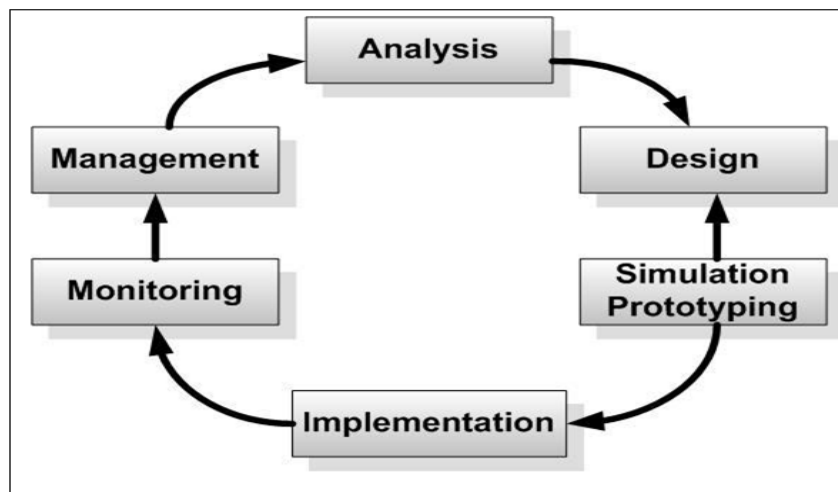 Analysis
Management
Design
Monitoring
Simulation
Prototyping
Implementation